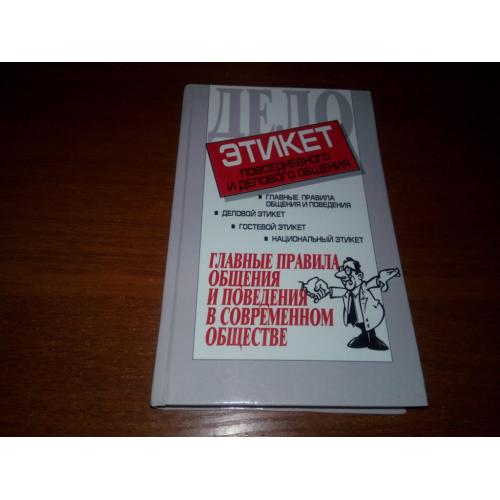 ДЕЛО
ЭТИКЕТ
ПОВСЕДНЕВНОГО
И ДЕЛОВОГО ОБЩЕНИЯ
ГЛАВНЫЕ ПРАВИЛА
ОБЩЕНИЯ И ПОВЕДЕНИЯ
ДЕЛОВОЙ ЭТИКЕТ
ГОСТЕВОЙ ЭТИКЕТ
НАЦИОНАЛЬНЫЙ ЭТИКЕТ
ГЛАВНЫЕ ПРАВИЛА
ОБЩЕНИЯ
И ПОВЕДЕНИЯ
В СОВРЕМЕННОМ
ОБЩЕСТВЕ